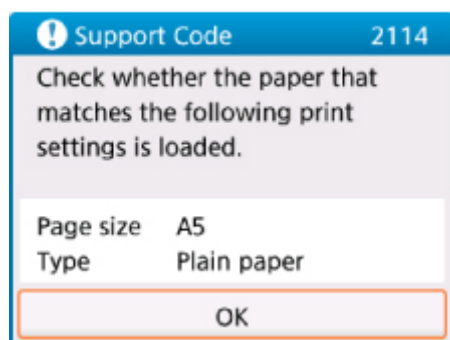 Support Code 2114
Check whether the paper that
matches the following print
settings is loaded.
Page size A5
Type Plain paper
OK